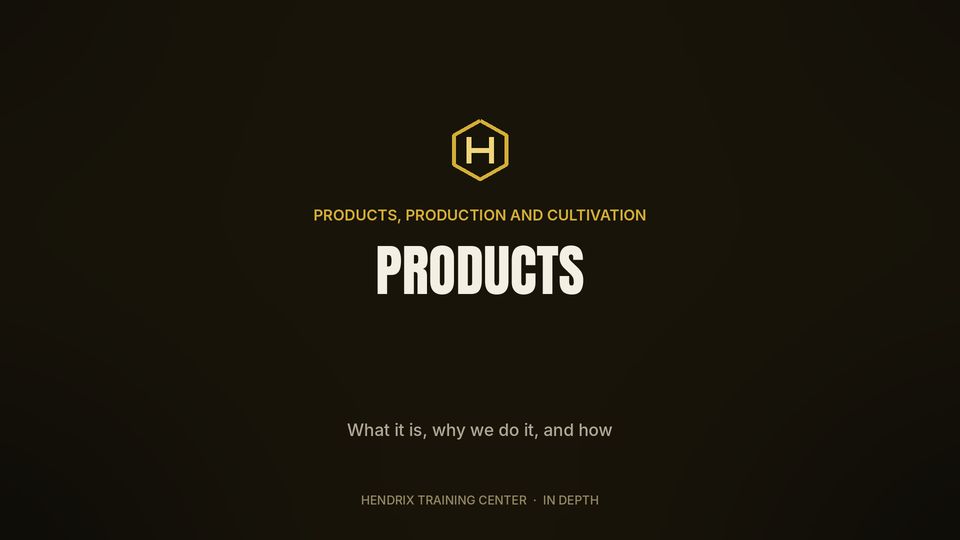 H
PRODUCTS, PRODUCTION AND CULTIVATION
PRODUCTS
What it is, why we do it, and how
HENDRIX TRAINING CENTER · IN DEPTH